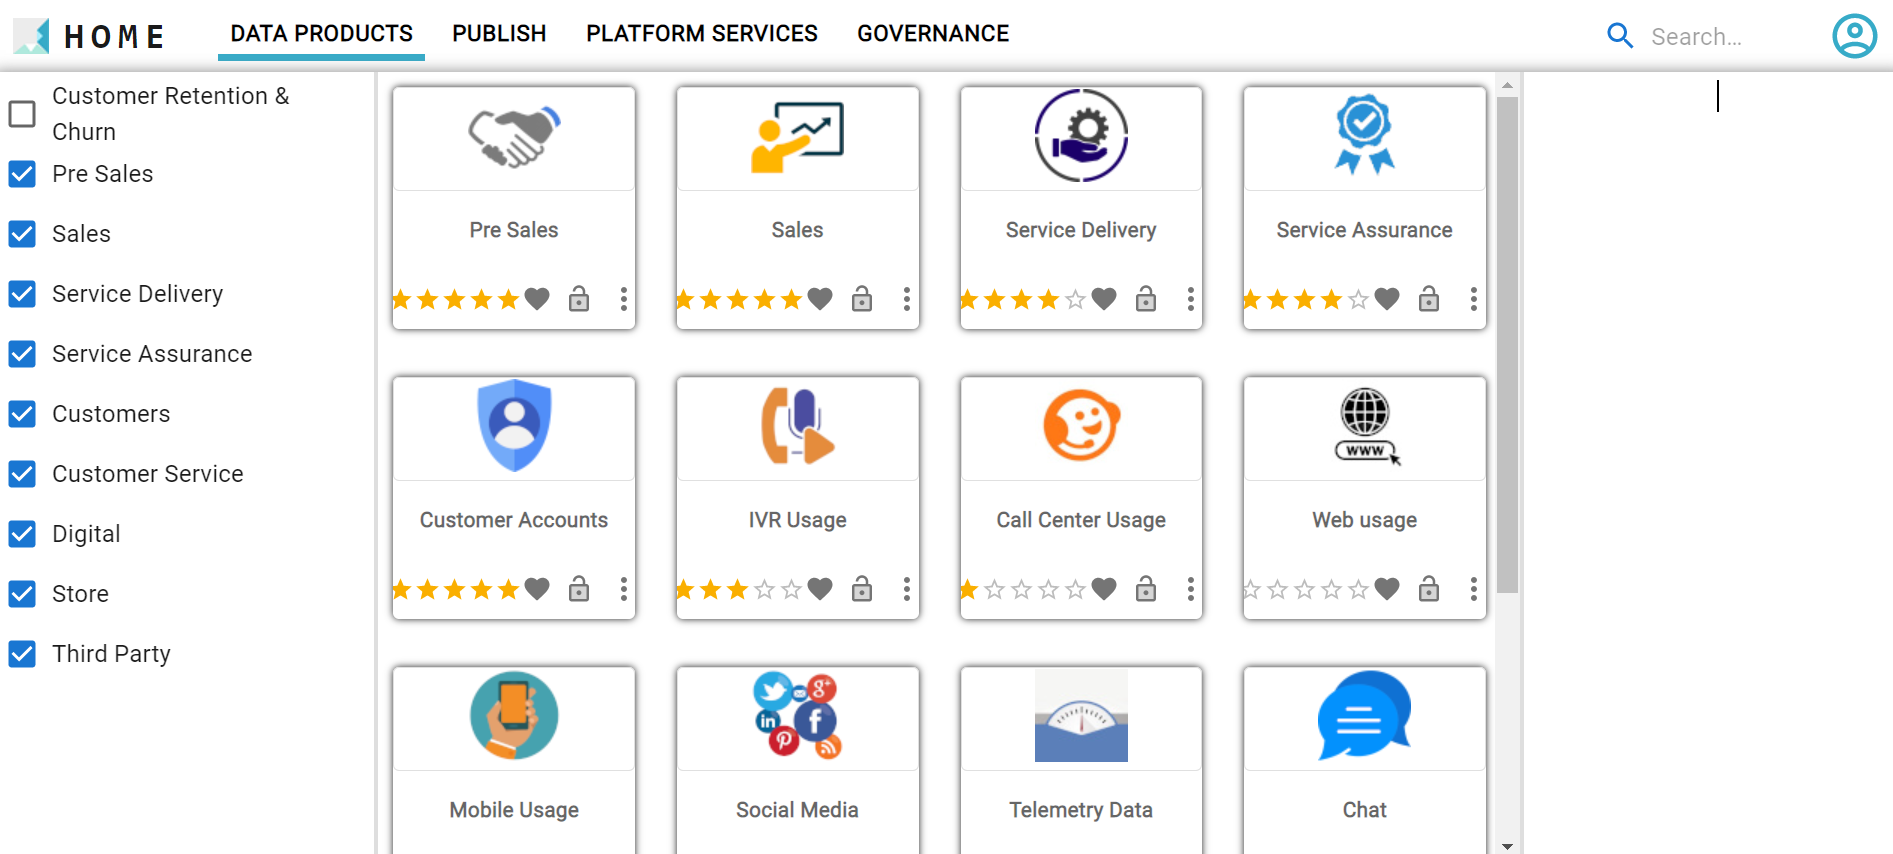 HOME
DATA PRODUCTS
PUBLISH
PLATFORM SERVICES
GOVERNANCE
Search...
Customer Retention &
Churn
Pre Sales
Sales
Service Delivery
Service Assurance
Customers
Customer Service
Digital
Store
Third Party
Pre Sales
Sales
Service Delivery
Service Assurance
Customer Accounts
IVR Usage
Call Center Usage
www
Web usage
Mobile Usage
g+
in
f
Social Media
Telemetry Data
Chat